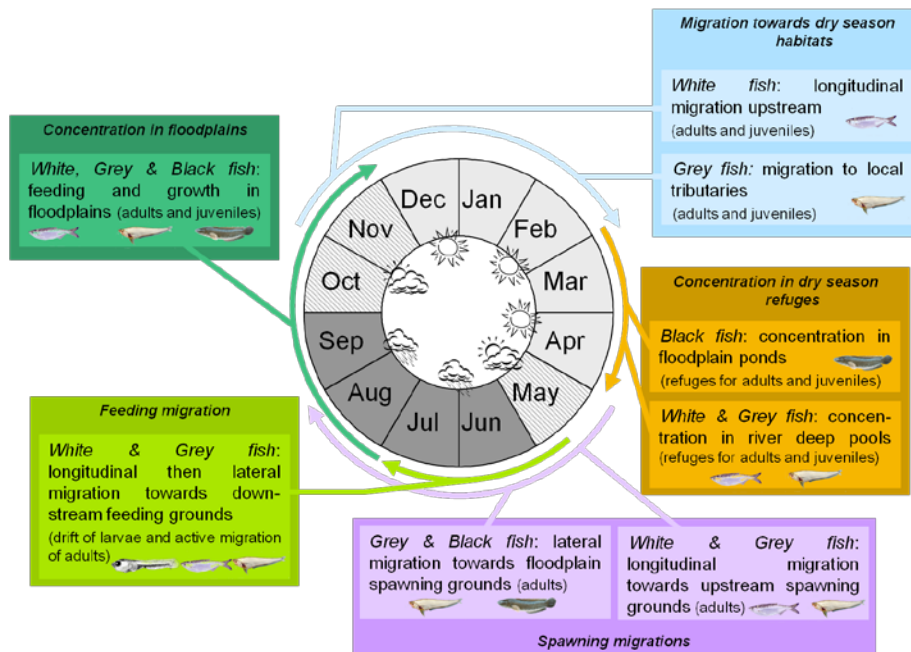 Migration towards dry season
habitats
White fish: longitudinal
migration upstream
(adults and juveniles)
Grey fish: migration to local
tributaries
(adults and juveniles)
Concentration in floodplains
White, Grey & Black fish:
feeding and growth in
floodplains (adults and juveniles)
Dec
Jan
Nov
Feb
Oct
Mar
Sep
Apr
Aug
May
Jul
Jun
Concentration in dry season
refuges
Black fish: concentration in
floodplain ponds
(refuges for adults and juveniles)
White & Grey fish: concen-
tration in river deep pools
(refuges for adults and juveniles)
Feeding migration
White & Grey fish:
longitudinal then lateral
migration towards down-
stream feeding grounds
(drift of larvae and active migration
of adults)
Grey & Black fish: lateral
migration towards floodplain
spawning grounds (adults)
White & Grey fish:
longitudinal migration
towards upstream spawning
grounds (adults)
Spawning migrations